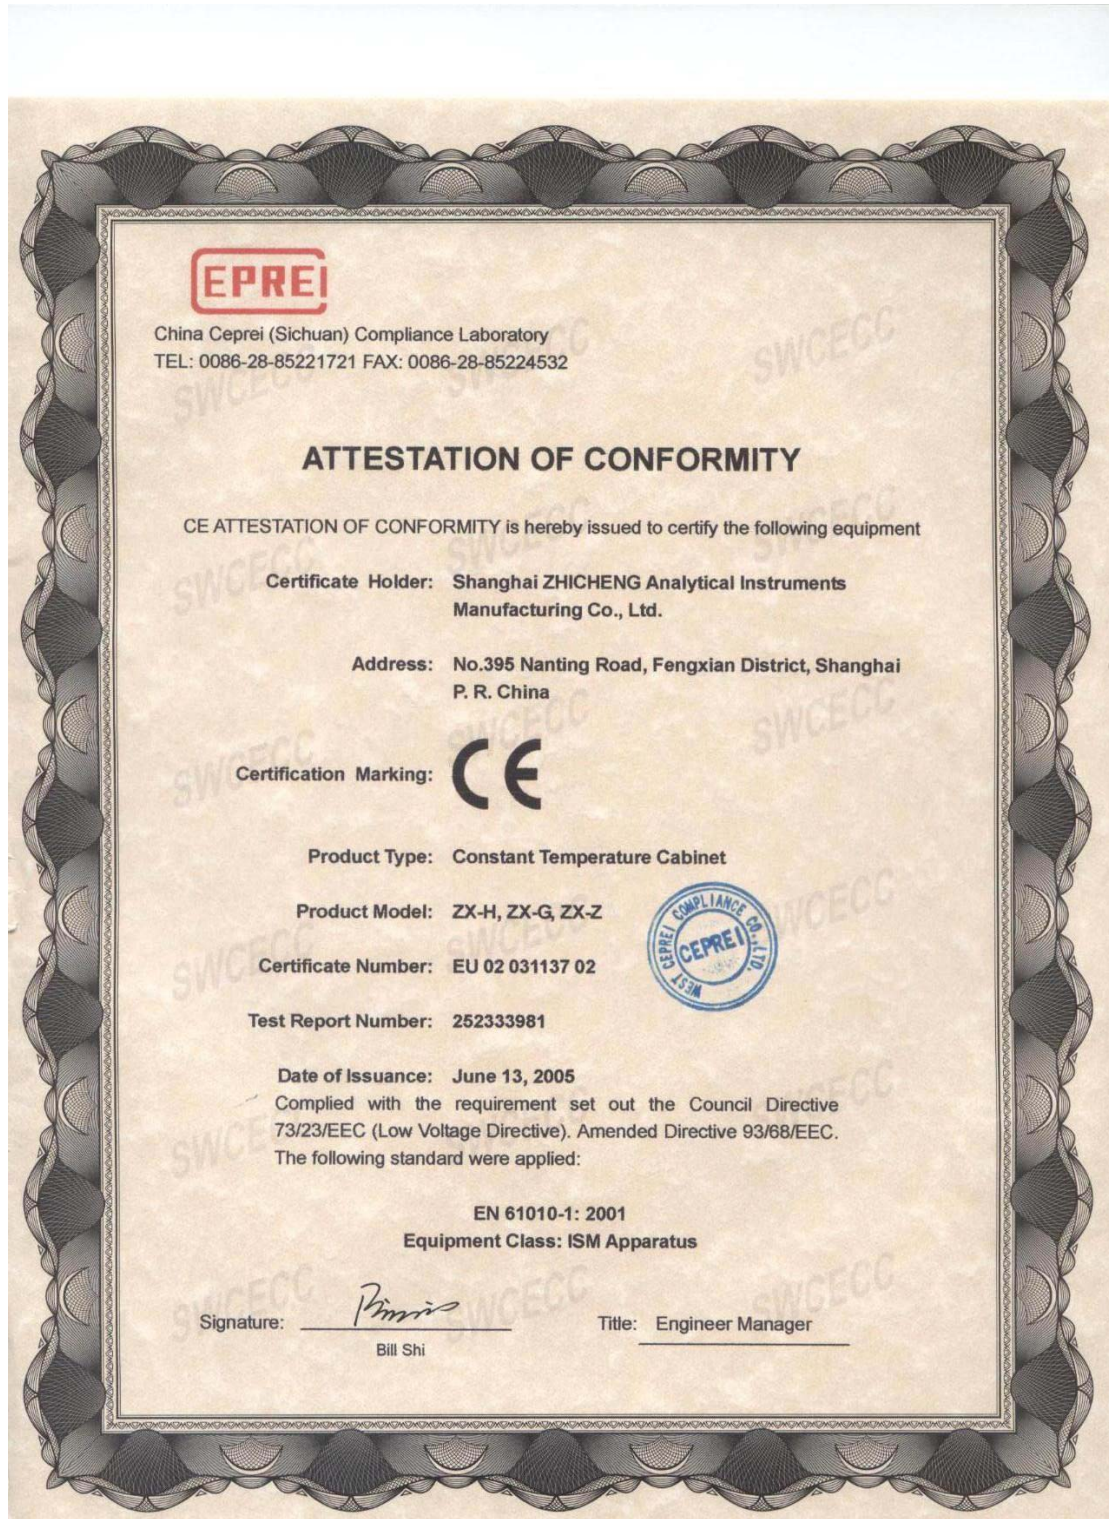 CEPREI
China Ceprei (Sichuan) Compliance Laboratory
TEL: 0086-28-85221721 FAX: 0086-28-85224532
ATTESTATION OF CONFORMITY
CE ATTESTATION OF CONFORMITY is hereby issued to certify the following equipment
Certificate Holder: Shanghai ZHICHENG Analytical Instruments
Manufacturing Co., Ltd.
Address: No.395 Nanting Road, Fengxian District, Shanghai
P. R. China
Certification Marking: CE
Product Type: Constant Temperature Cabinet
Product Model: ZX-H, ZX-G, ZX-Z
WEST CEPREI COMPLIANCE CO.,LTD.
CEPREI
Certificate Number: EU 02 031137 02
Test Report Number: 252333981
Date of Issuance: June 13, 2005
Complied with the requirement set out the Council Directive
73/23/EEC (Low Voltage Directive). Amended Directive 93/68/EEC.
The following standard were applied:
EN 61010-1: 2001
Equipment Class: ISM Apparatus
Signature: Title: Engineer Manager
Bill Shi
SWCECC